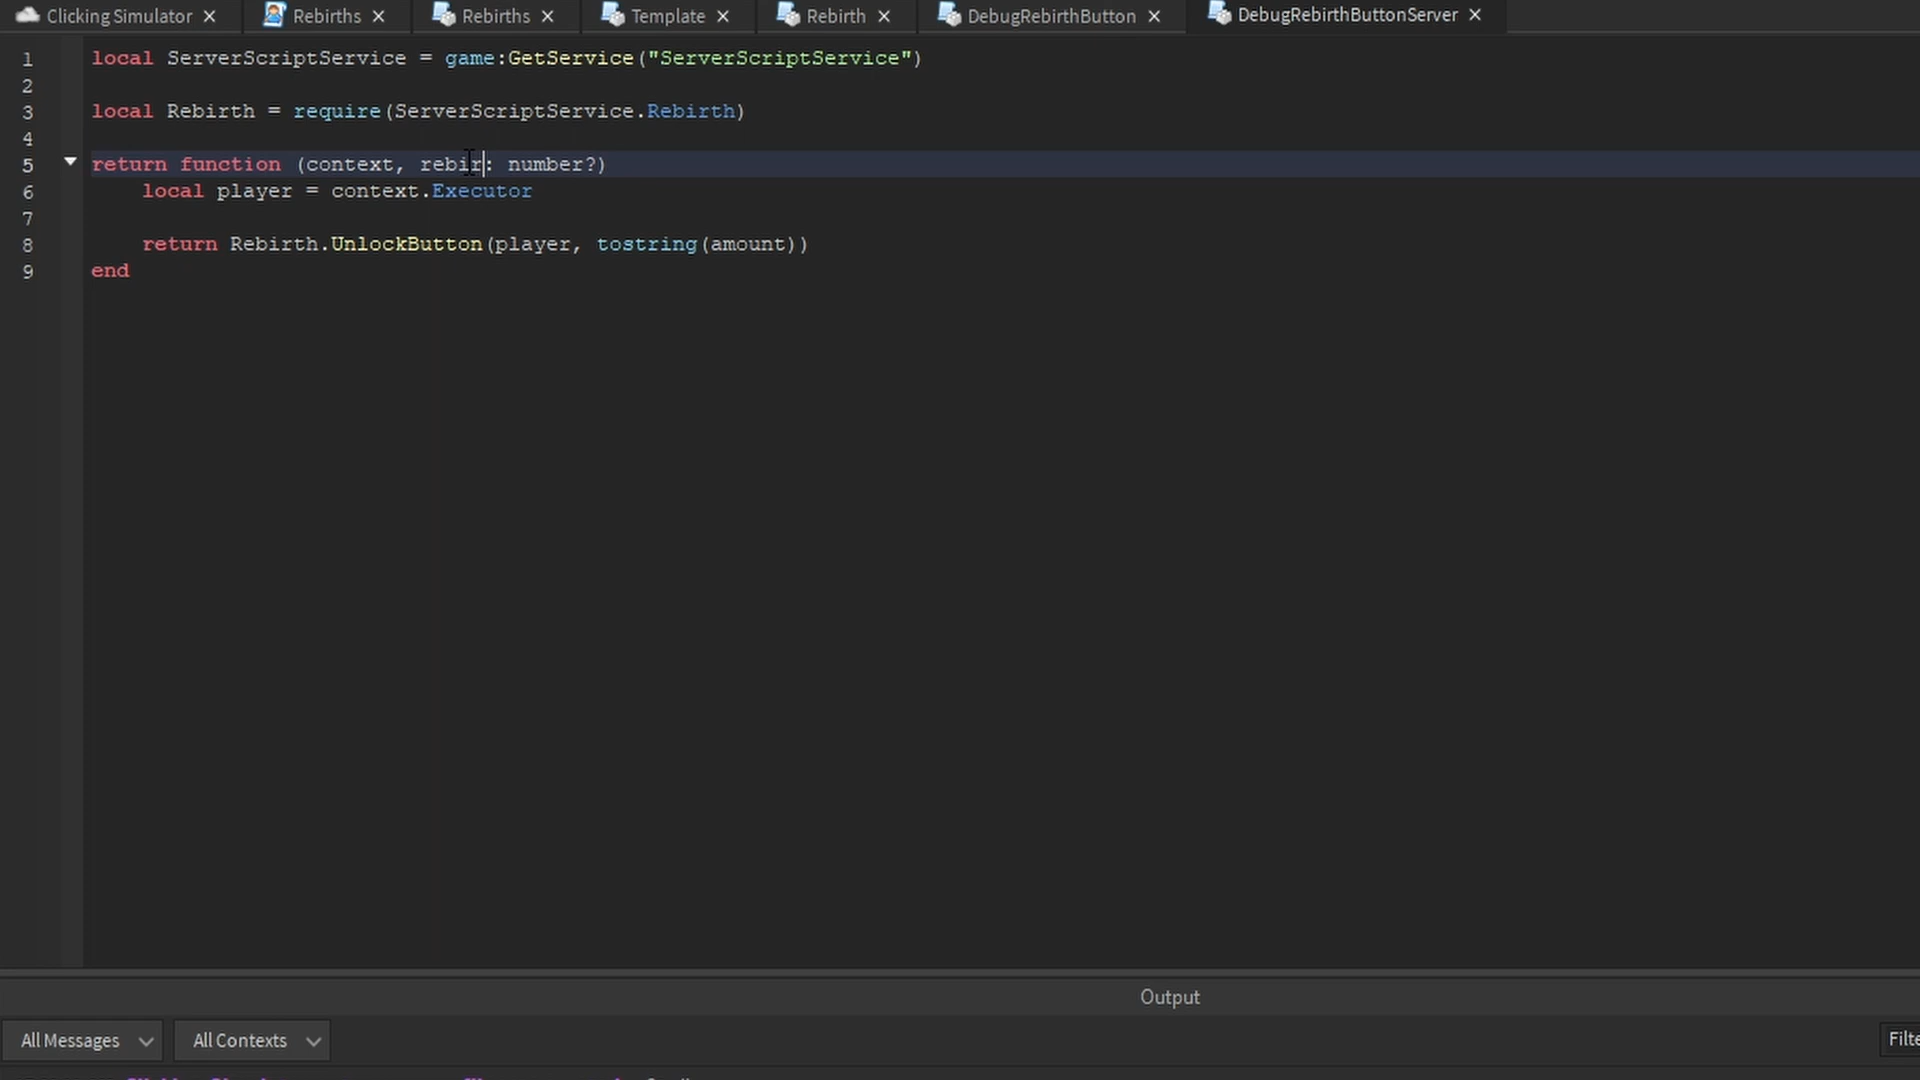 Clicking Simulator Rebirths Rebirths Template Rebirth DebugRebirthButton DebugRebirthButtonServer
1 local ServerScriptService = game:GetService("ServerScriptService")
2
3 local Rebirth = require(ServerScriptService.Rebirth)
4
5 return function (context, rebir: number?)
6 local player = context.Executor
7
8 return Rebirth.UnlockButton(player, tostring(amount))
9 end
Output
All Messages All Contexts Filte